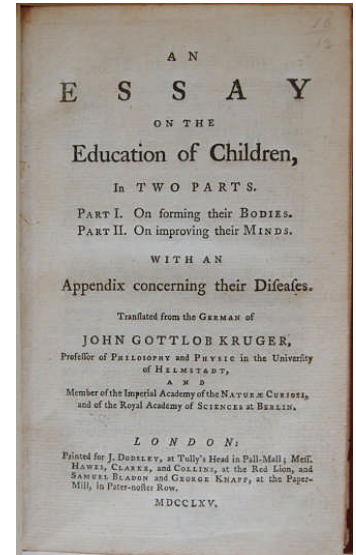 AN
ESSAY
ON THE
Education of Children,
In TWO PARTS.
PART I. On forming their BODIES.
PART II. On improving their MINDS.
WITH AN
Appendix concerning their Diſeaſes.
Tranſlated from the GERMAN of
JOHN GOTTLOB KRUGER,
Profeſſor of PHILOSOPHY and PHYSIC in the Univerſity
of HELMSTADT,
AND
Member of the Imperial Academy of the NATURÆ CURIOSI,
and of the Royal Academy of SCIENCES at BERLIN.
LONDON:
Printed for J. DODSLEY, at Tully's Head in Pall-Mall; Meſſ.
HAWES, CLARKE, and COLLINS, at the Red Lion, and
SAMUEL BLADON and GEORGE KNAPP, at the Paper-
Mill, in Pater-noſter Row.
MDCCLXV.